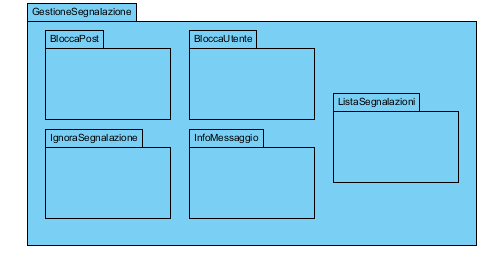 GestioneSegnalazione
BloccaPost
BloccaUtente
ListaSegnalazioni
IgnoraSegnalazione
InfoMessaggio